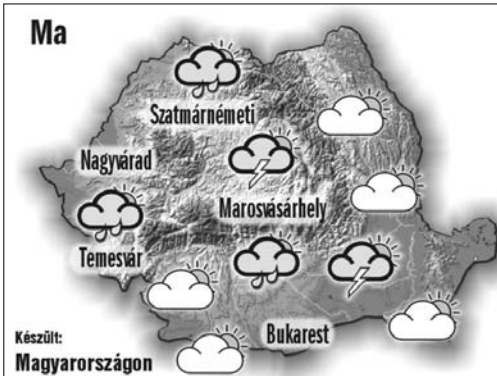 Ma
Szatmárnémeti
Nagyvárad
Marosvásárhely
Temesvár
Bukarest
Készült:
Magyarországon